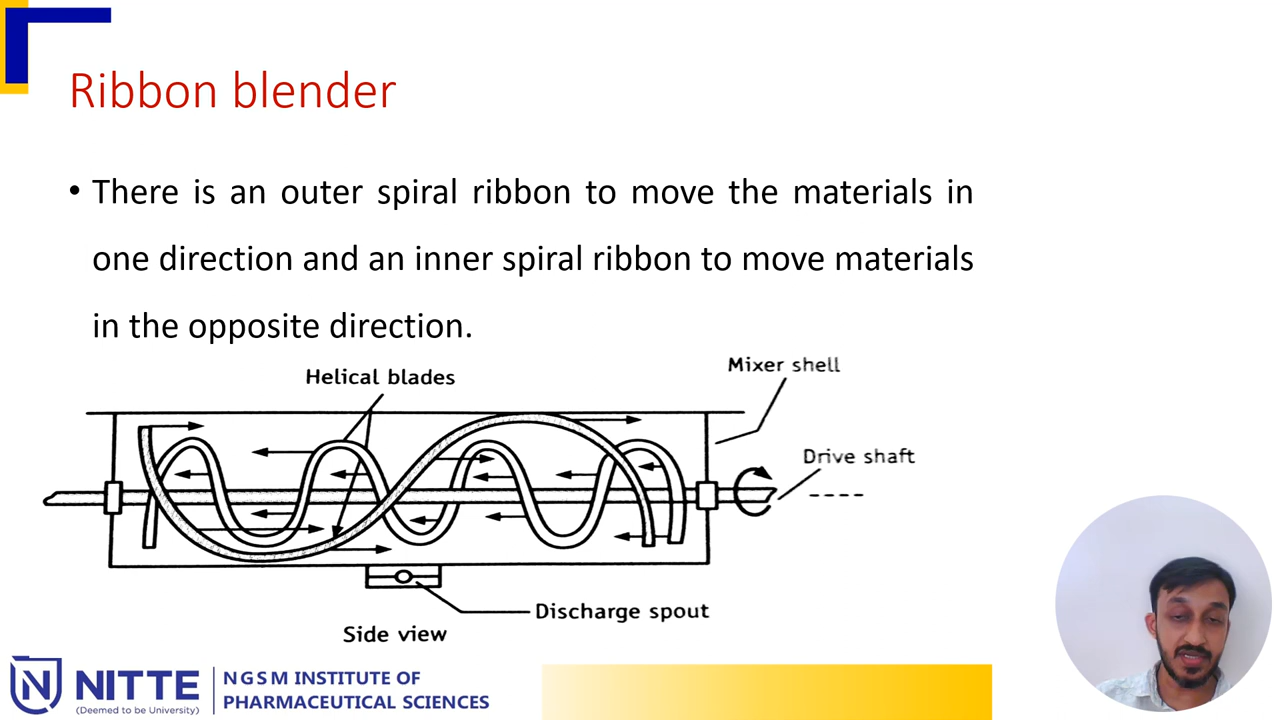 Ribbon blender
• There is an outer spiral ribbon to move the materials in
one direction and an inner spiral ribbon to move materials
in the opposite direction.
Mixer shell
Helical blades
Drive shaft
Discharge spout
Side view
NITTE
(Deemed to be University)
NGSM INSTITUTE OF
PHARMACEUTICAL SCIENCES